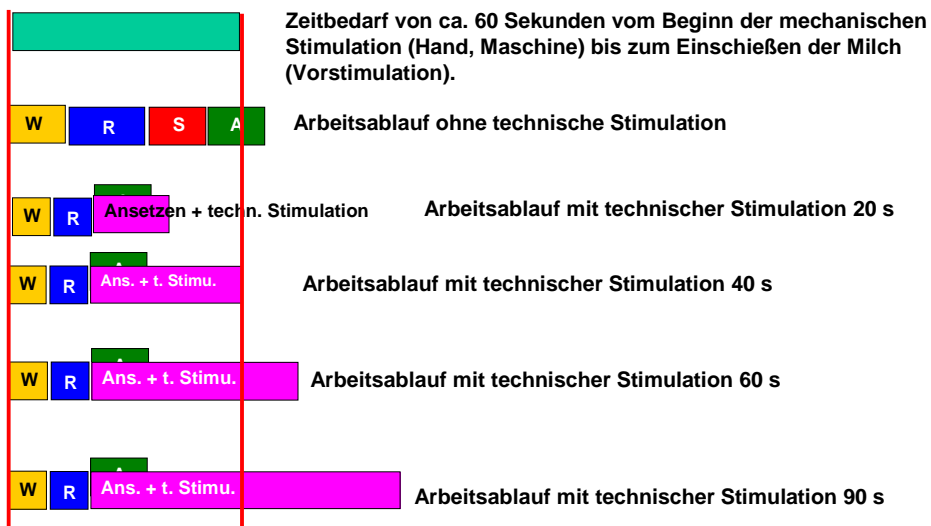 Zeitbedarf von ca. 60 Sekunden vom Beginn der mechanischen
Stimulation (Hand, Maschine) bis zum Einschießen der Milch
(Vorstimulation).
W R S A Arbeitsablauf ohne technische Stimulation
W R Ansetzen + techn. Stimulation Arbeitsablauf mit technischer Stimulation 20 s
W R Ans. + t. Stimu. Arbeitsablauf mit technischer Stimulation 40 s
W R Ans. + t. Stimu. Arbeitsablauf mit technischer Stimulation 60 s
W R Ans. + t. Stimu. Arbeitsablauf mit technischer Stimulation 90 s